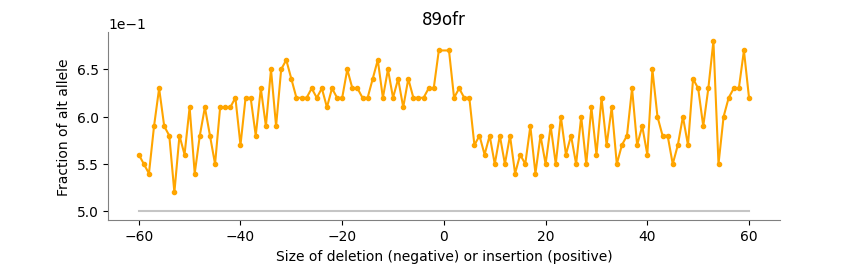 89ofr
1e−1
Fraction of alt allele
6.5
6.0
5.5
5.0
−60
−40
−20
0
20
40
60
Size of deletion (negative) or insertion (positive)